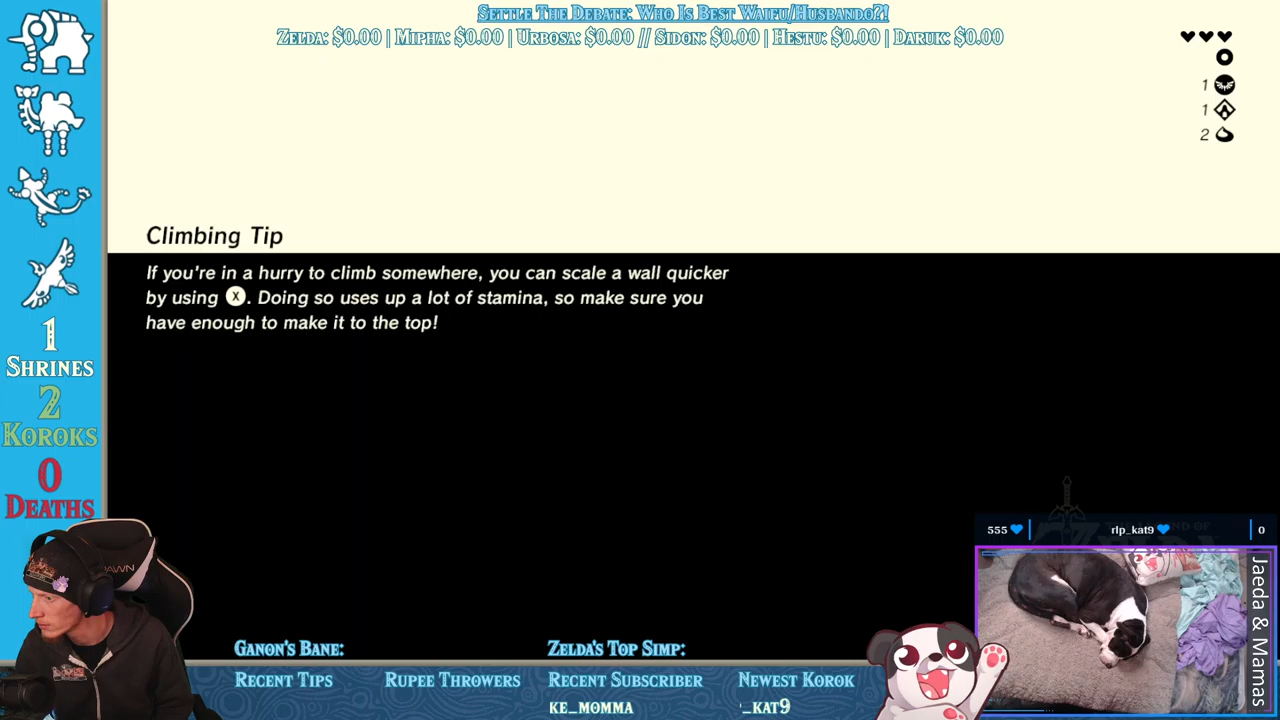 Settle The Debate: Who Is Best Waifu/Husbando?!
Zelda: $0.00 | Mipha: $0.00 | Urbosa: $0.00 // Sidon: $0.00 | Hestu: $0.00 | Daruk: $0.00
1
1
2
Climbing Tip
If you're in a hurry to climb somewhere, you can scale a wall quicker
by using X. Doing so uses up a lot of stamina, so make sure you
have enough to make it to the top!
1
Shrines
2
Koroks
0
Deaths
555
rip_kat9
0
Jaeda & Mamas
Ganon's Bane:
Zelda's Top Simp:
Recent Tips
Rupee Throwers
Recent Subscriber
Newest Korok
ke_momma
_kat9